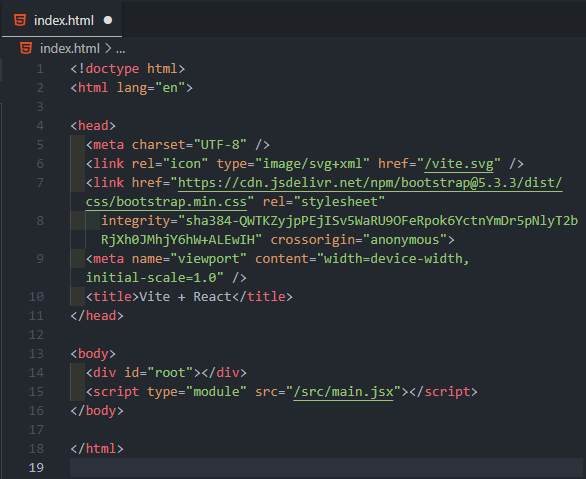 index.html
index.html > ...
1 <!doctype html>
2 <html lang="en">
3
4 <head>
5 <meta charset="UTF-8" />
6 <link rel="icon" type="image/svg+xml" href="/vite.svg" />
7 <link href="https://cdn.jsdelivr.net/npm/bootstrap@5.3.3/dist/
css/bootstrap.min.css" rel="stylesheet"
8 integrity="sha384-QWTKZyjpPEjISv5WaRU9OFeRpok6YctnYmDr5pNlyT2b
RjXh0JMhjY6hW+ALEwIH" crossorigin="anonymous">
9 <meta name="viewport" content="width=device-width,
initial-scale=1.0" />
10 <title>Vite + React</title>
11 </head>
12
13 <body>
14 <div id="root"></div>
15 <script type="module" src="/src/main.jsx"></script>
16 </body>
17
18 </html>
19